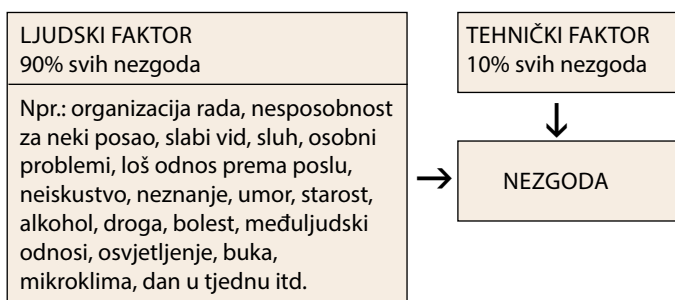 LJUDSKI FAKTOR
90% svih nezgoda
Npr.: organizacija rada, nesposobnost
za neki posao, slabi vid, sluh, osobni
problemi, loš odnos prema poslu,
neiskustvo, neznanje, umor, starost,
alkohol, droga, bolest, međuljudski
odnosi, osvjetljenje, buka,
mikroklima, dan u tjednu itd.
TEHNIČKI FAKTOR
10% svih nezgoda
NEZGODA